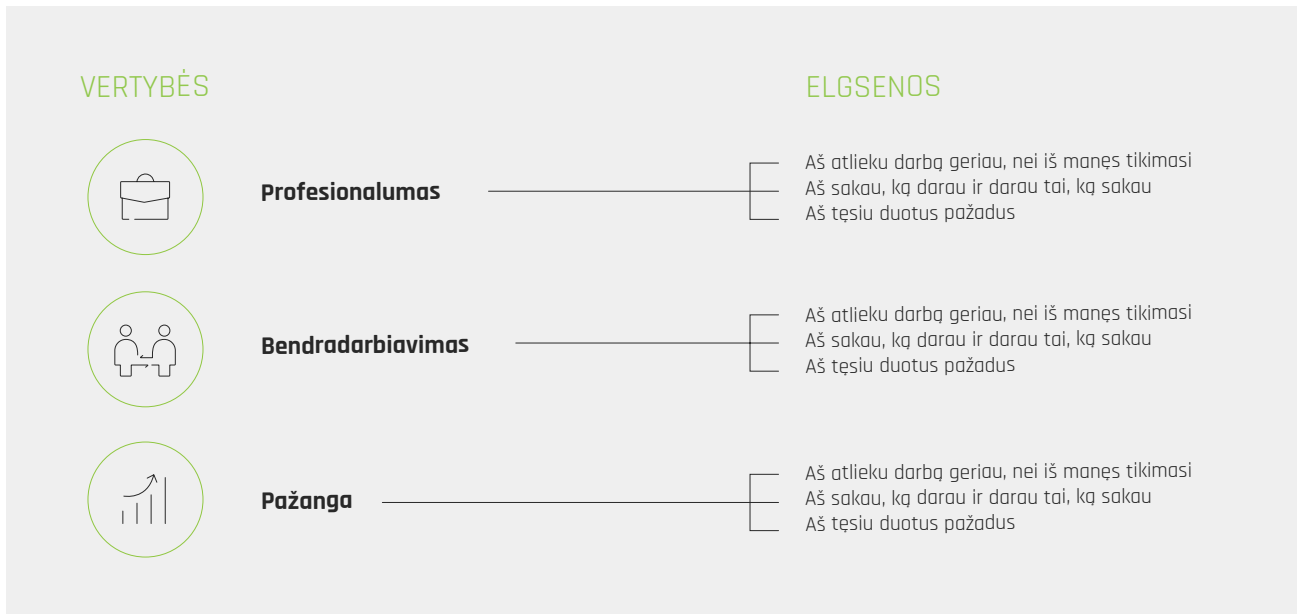 VERTYBĖS
ELGSENOS
Profesionalumas
Aš atlieku darbą geriau, nei iš manęs tikimasi
Aš sakau, ką darau ir darau tai, ką sakau
Aš tęsiu duotus pažadus
Bendradarbiavimas
Aš atlieku darbą geriau, nei iš manęs tikimasi
Aš sakau, ką darau ir darau tai, ką sakau
Aš tęsiu duotus pažadus
Pažanga
Aš atlieku darbą geriau, nei iš manęs tikimasi
Aš sakau, ką darau ir darau tai, ką sakau
Aš tęsiu duotus pažadus